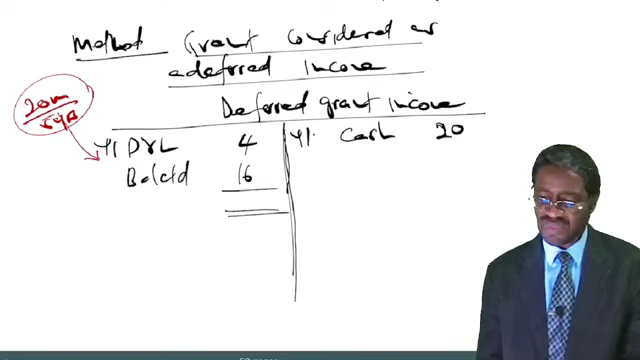 Method Grant Considered as
a deferred income
Deferred grant income
20m
5yrs
Y1 P&L 4 Y1. Cash 20
Bal c/d 16